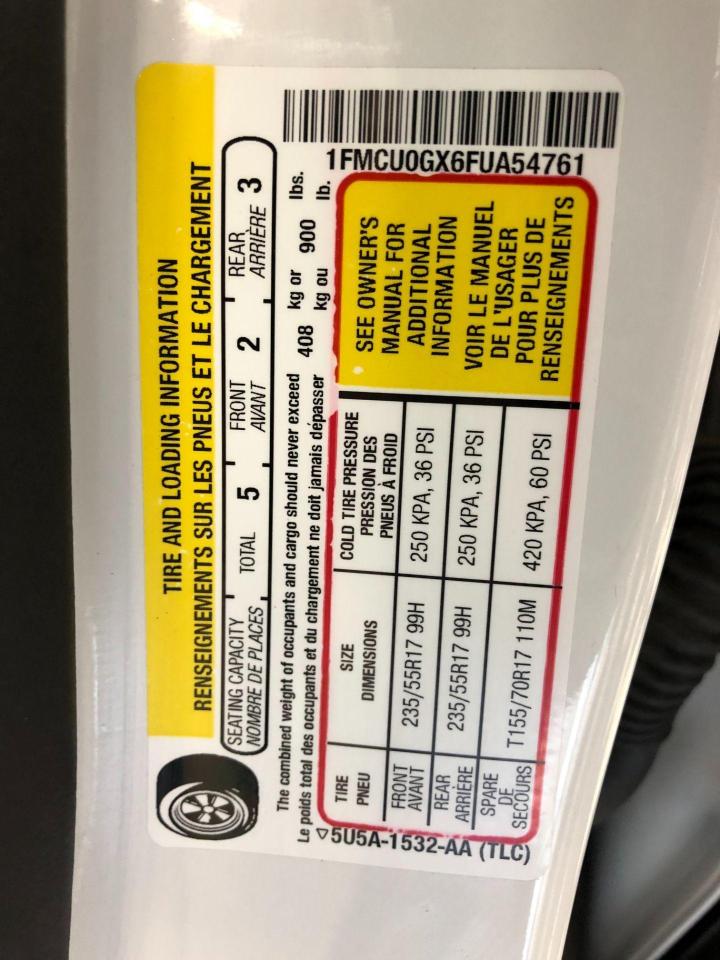 TIRE AND LOADING INFORMATION
RENSEIGNEMENTS SUR LES PNEUS ET LE CHARGEMENT
SEATING CAPACITY
NOMBRE DE PLACES
TOTAL 5
FRONT
AVANT 2
REAR
ARRIÈRE 3
The combined weight of occupants and cargo should never exceed 408 kg or 900 lbs.
Le poids total des occupants et du chargement ne doit jamais dépasser 408 kg ou 900 lb.
TIRE
PNEU
SIZE
DIMENSIONS
COLD TIRE PRESSURE
PRESSION DES
PNEUS À FROID
FRONT
AVANT
235/55R17 99H
250 KPA, 36 PSI
REAR
ARRIÈRE
235/55R17 99H
250 KPA, 36 PSI
SPARE
DE
SECOURS
T155/70R17 110M
420 KPA, 60 PSI
SEE OWNER'S
MANUAL FOR
ADDITIONAL
INFORMATION
VOIR LE MANUEL
DE L'USAGER
POUR PLUS DE
RENSEIGNEMENTS
1FMCU0GX6FUA54761
▽5U5A-1532-AA (TLC)